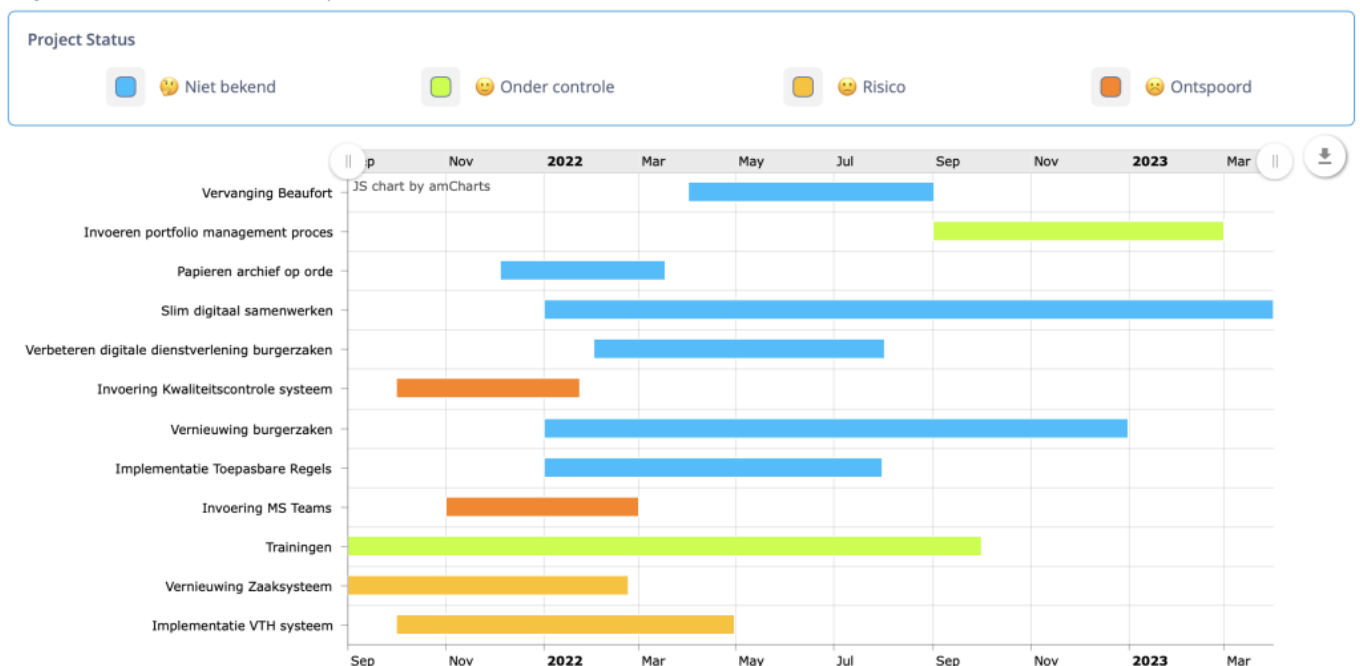 Project Status
🤔 Niet bekend
🙂 Onder controle
😐 Risico
☹️ Ontspoord
Nov 2022 Mar May Jul Sep Nov 2023 Mar
JS chart by amCharts
Vervanging Beaufort
Invoeren portfolio management proces
Papieren archief op orde
Slim digitaal samenwerken
Verbeteren digitale dienstverlening burgerzaken
Invoering Kwaliteitscontrole systeem
Vernieuwing burgerzaken
Implementatie Toepasbare Regels
Invoering MS Teams
Trainingen
Vernieuwing Zaaksysteem
Implementatie VTH systeem
Sep Nov 2022 Mar May Jul Sep Nov 2023 Mar